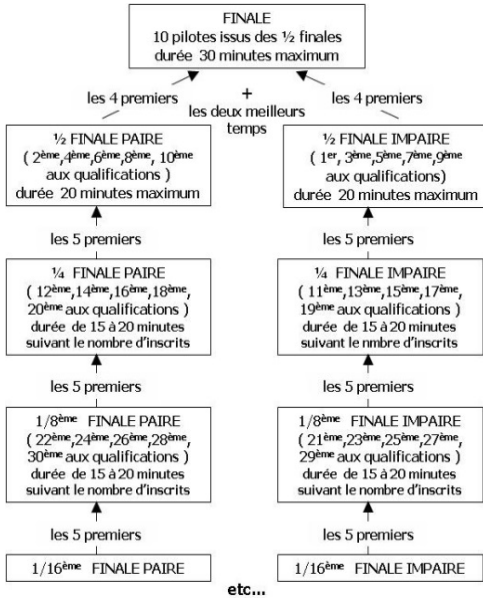 FINALE
10 pilotes issus des ½ finales
durée 30 minutes maximum
les 4 premiers
+
les deux meilleurs
temps
les 4 premiers
½ FINALE PAIRE
( 2ème,4ème,6ème,8ème, 10ème
aux qualifications )
durée 20 minutes maximum
½ FINALE IMPAIRE
( 1er, 3ème,5ème,7ème,9ème
aux qualifications)
durée 20 minutes maximum
les 5 premiers
les 5 premiers
¼ FINALE PAIRE
( 12ème,14ème,16ème,18ème,
20ème aux qualifications )
durée de 15 à 20 minutes
suivant le nombre d'inscrits
¼ FINALE IMPAIRE
( 11ème,13ème,15ème,17ème,
19ème aux qualifications )
durée de 15 à 20 minutes
suivant le nmbre d'inscrits
les 5 premiers
les 5 premiers
1/8ème FINALE PAIRE
( 22ème,24ème,26ème,28ème,
30ème aux qualifications )
durée de 15 à 20 minutes
suivant le nombre d'inscrits
1/8ème FINALE IMPAIRE
( 21ème,23ème,25ème,27ème,
29ème aux qualifications )
durée de 15 à 20 minutes
suivant le nombre d'inscrits
les 5 premiers
les 5 premiers
1/16ème FINALE PAIRE
1/16ème FINALE IMPAIRE
etc...